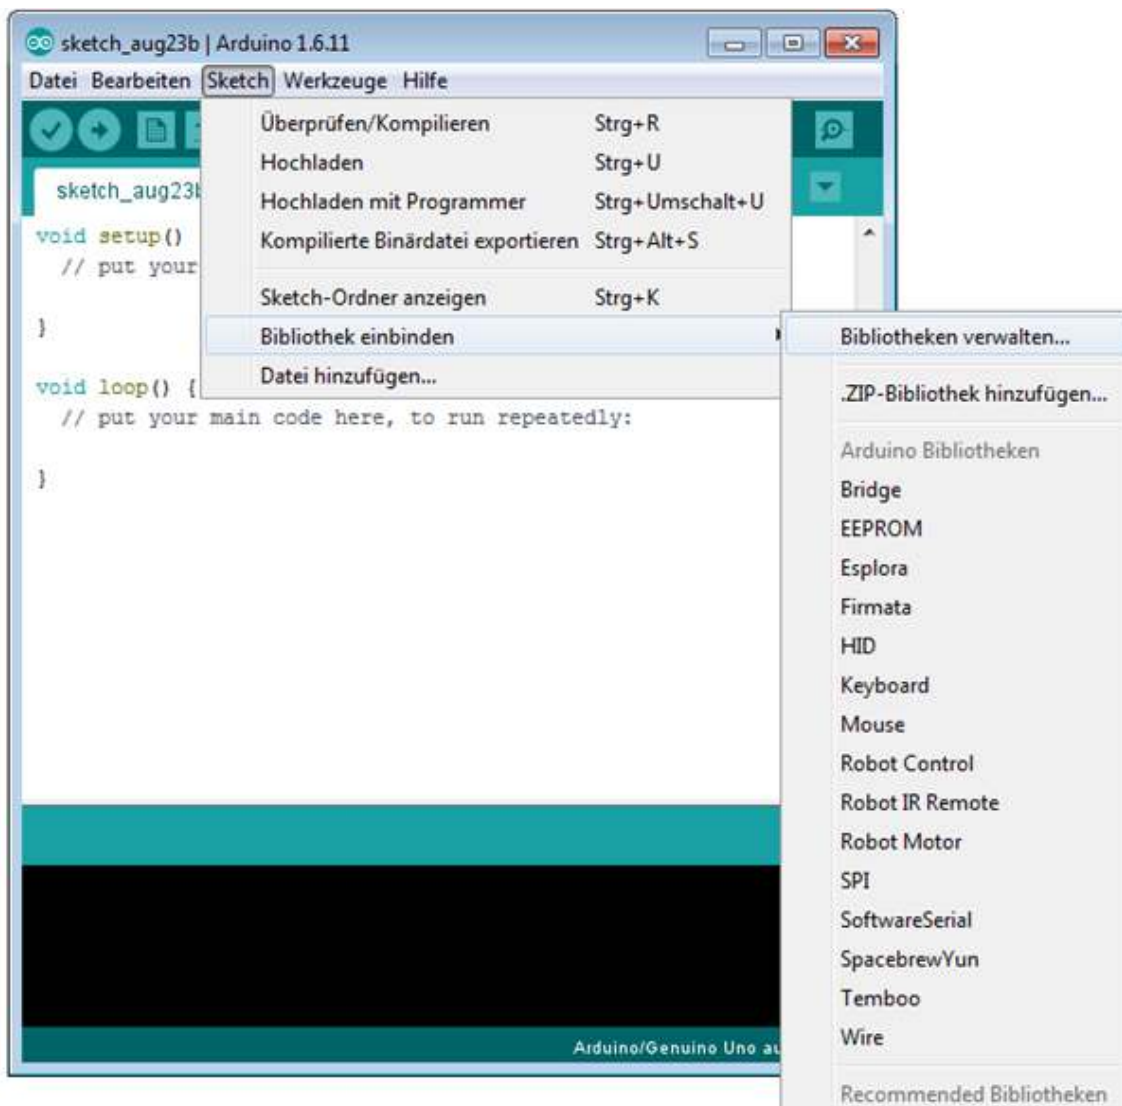 sketch_aug23b | Arduino 1.6.11
Datei Bearbeiten Sketch Werkzeuge Hilfe
Überprüfen/Kompilieren Strg+R
Hochladen Strg+U
Hochladen mit Programmer Strg+Umschalt+U
Kompilierte Binärdatei exportieren Strg+Alt+S
Sketch-Ordner anzeigen Strg+K
Bibliothek einbinden
Datei hinzufügen...
sketch_aug23b
void setup()
// put your
}
void loop() {
// put your main code here, to run repeatedly:
}
Bibliotheken verwalten...
.ZIP-Bibliothek hinzufügen...
Arduino Bibliotheken
Bridge
EEPROM
Esplora
Firmata
HID
Keyboard
Mouse
Robot Control
Robot IR Remote
Robot Motor
SPI
SoftwareSerial
SpacebrewYun
Temboo
Wire
Recommended Bibliotheken
Arduino/Genuino Uno au